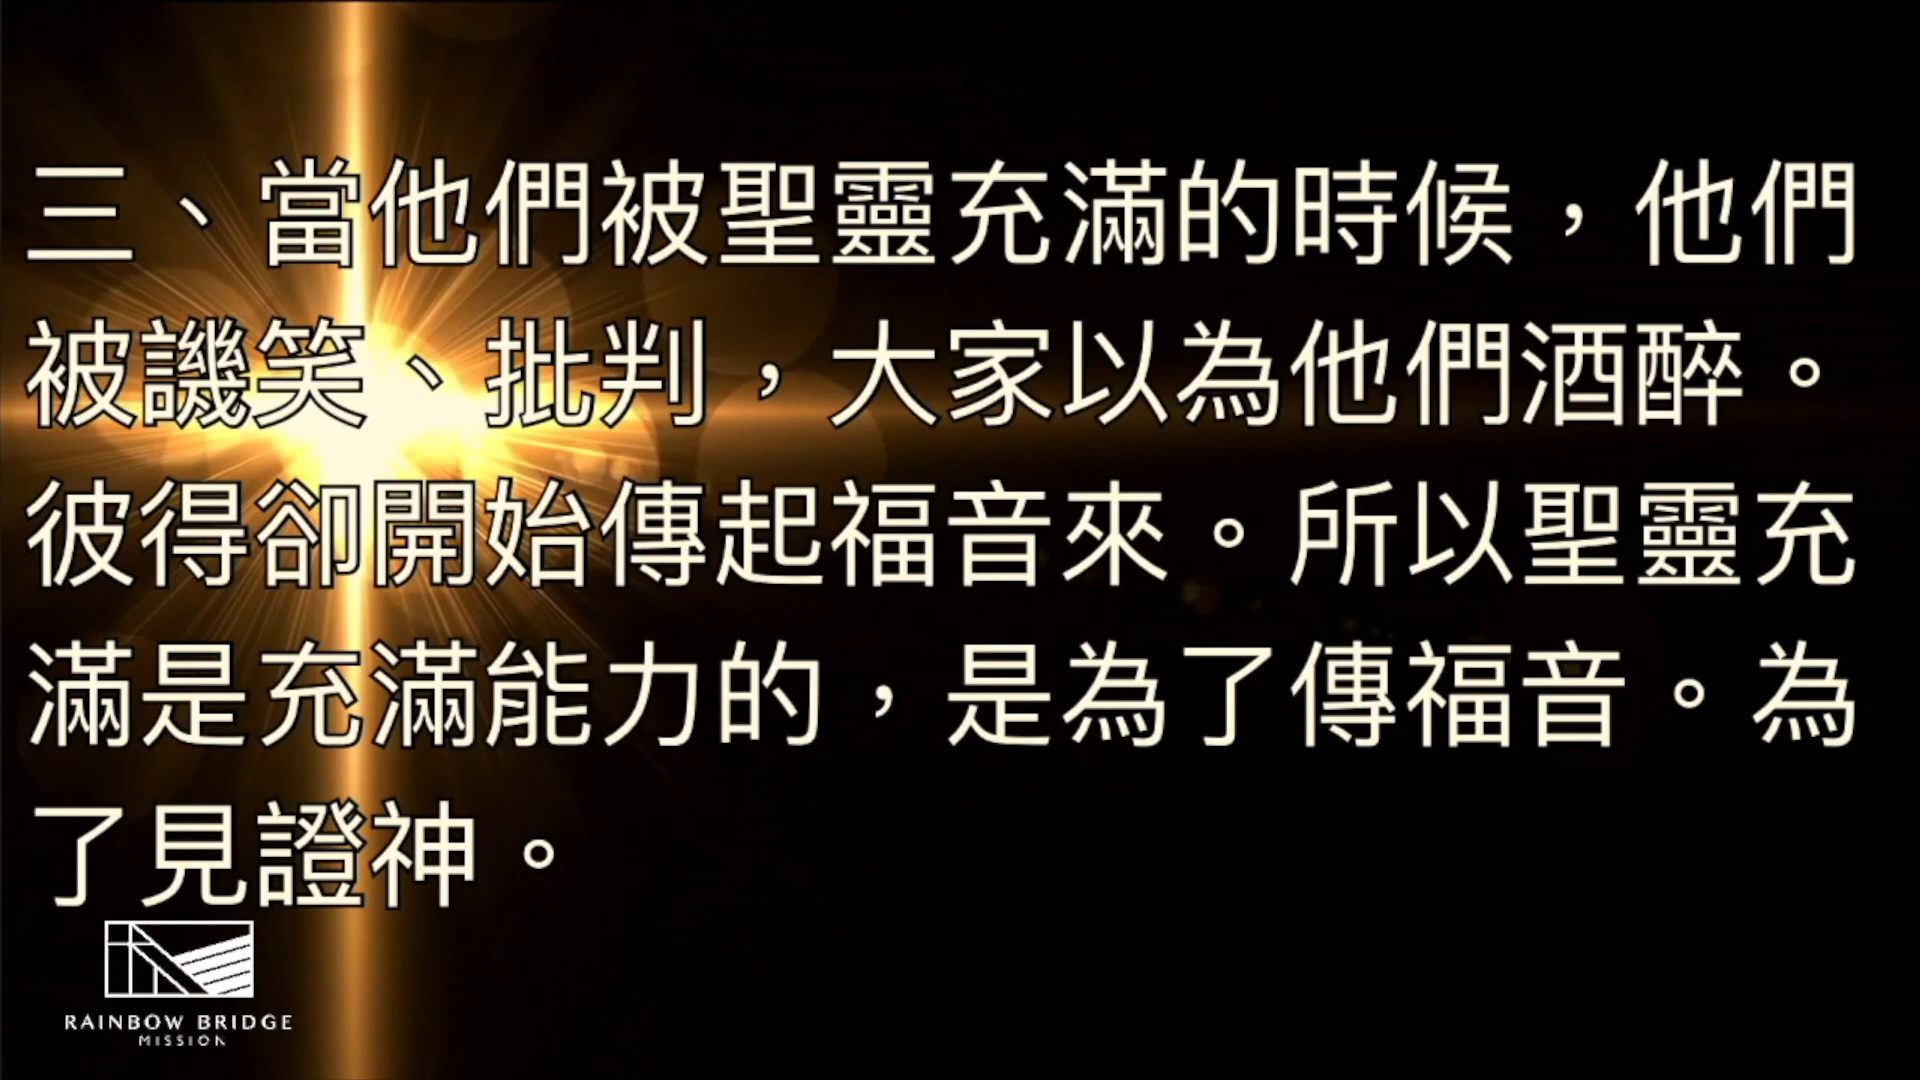 三、當他們被聖靈充滿的時候，他們
被譏笑、批判，大家以為他們酒醉。
彼得卻開始傳起福音來。所以聖靈充
滿是充滿能力的，是為了傳福音。為
了見證神。
RAINBOW BRIDGE
MISSION